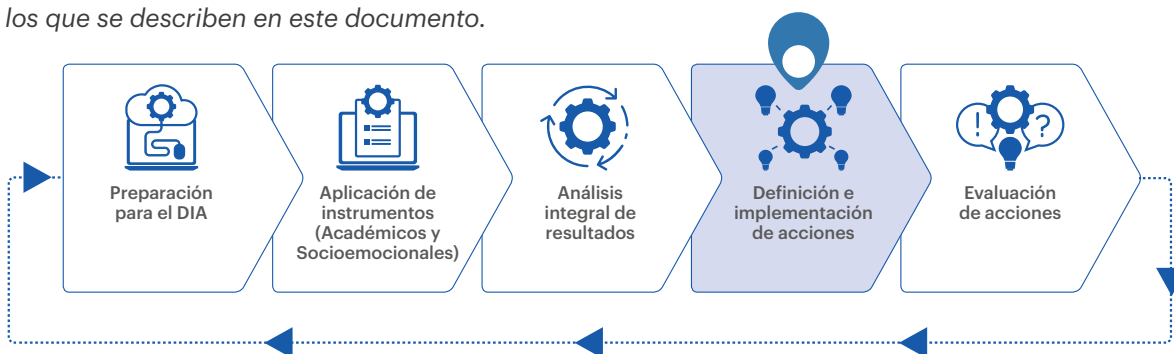 los que se describen en este documento.
Preparación
para el DIA
Aplicación de
instrumentos
(Académicos y
Socioemocionales)
Análisis
integral de
resultados
Definición e
implementación
de acciones
! ?
Evaluación
de acciones